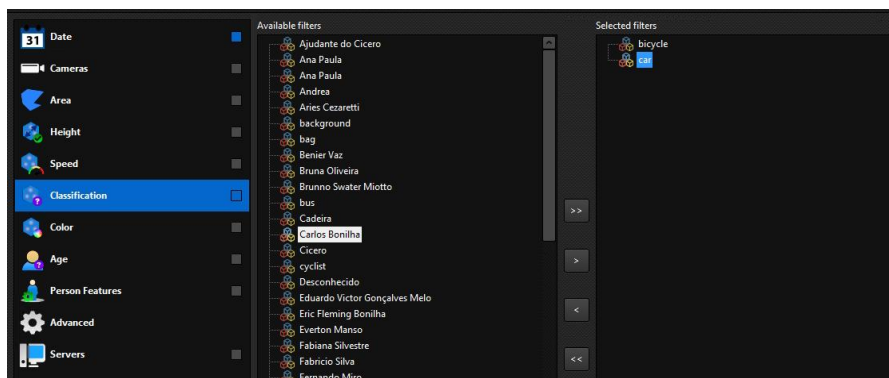 31
Date
Cameras
Area
Height
Speed
Classification
Color
Age
Person Features
Advanced
Servers
Available filters
Ajudante do Cicero
Ana Paula
Ana Paula
Andrea
Aries Cezaretti
background
bag
Benier Vaz
Bruna Oliveira
Brunno Swater Miotto
bus
Cadeira
Carlos Bonilha
Cicero
cyclist
Desconhecido
Eduardo Victor Gonçalves Melo
Eric Fleming Bonilha
Everton Manso
Fabiana Silvestre
Fabricio Silva
Fernando Miro
>>
>
<
<<
Selected filters
bicycle
car